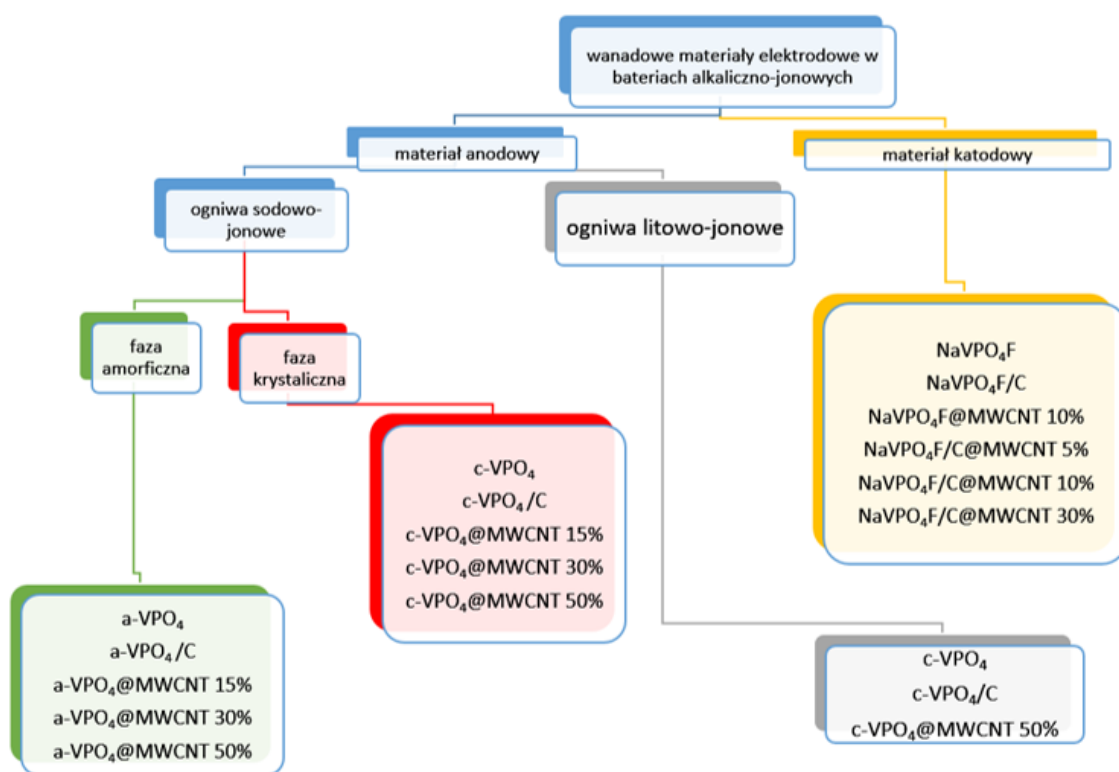 wanadowe materiały elektrodowe w
bateriach alkaliczno-jonowych
materiał anodowy
materiał katodowy
ogniwa sodowo-
jonowe
ogniwa litowo-jonowe
faza
amorficzna
faza
krystaliczna
NaVPO₄F
NaVPO₄F/C
NaVPO₄F@MWCNT 10%
NaVPO₄F/C@MWCNT 5%
NaVPO₄F/C@MWCNT 10%
NaVPO₄F/C@MWCNT 30%
c-VPO₄
c-VPO₄/C
c-VPO₄@MWCNT 15%
c-VPO₄@MWCNT 30%
c-VPO₄@MWCNT 50%
a-VPO₄
a-VPO₄/C
a-VPO₄@MWCNT 15%
a-VPO₄@MWCNT 30%
a-VPO₄@MWCNT 50%
c-VPO₄
c-VPO₄/C
c-VPO₄@MWCNT 50%